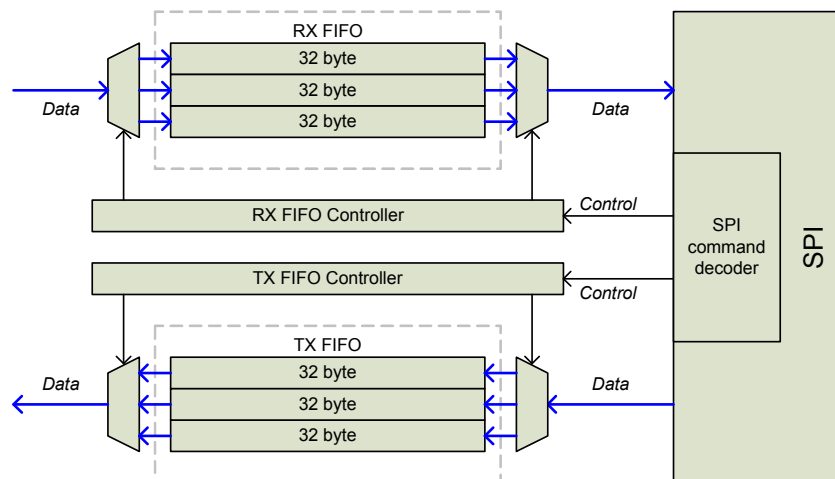 RX FIFO
32 byte
32 byte
32 byte
Data
Data
RX FIFO Controller
Control
SPI
command
decoder
SPI
TX FIFO Controller
Control
TX FIFO
32 byte
32 byte
32 byte
Data
Data